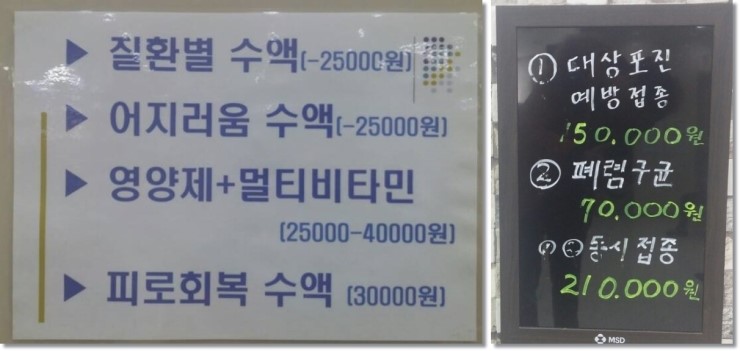 ▶ 질환별 수액(-25000원)
▶ 어지러움 수액(-25000원)
▶ 영양제+멀티비타민
(25000-40000원)
▶ 피로회복 수액 (30000원)
① 대상포진
예방접종
150.000원
② 폐렴구균
70.000원
동시접종
210.000원
MSD